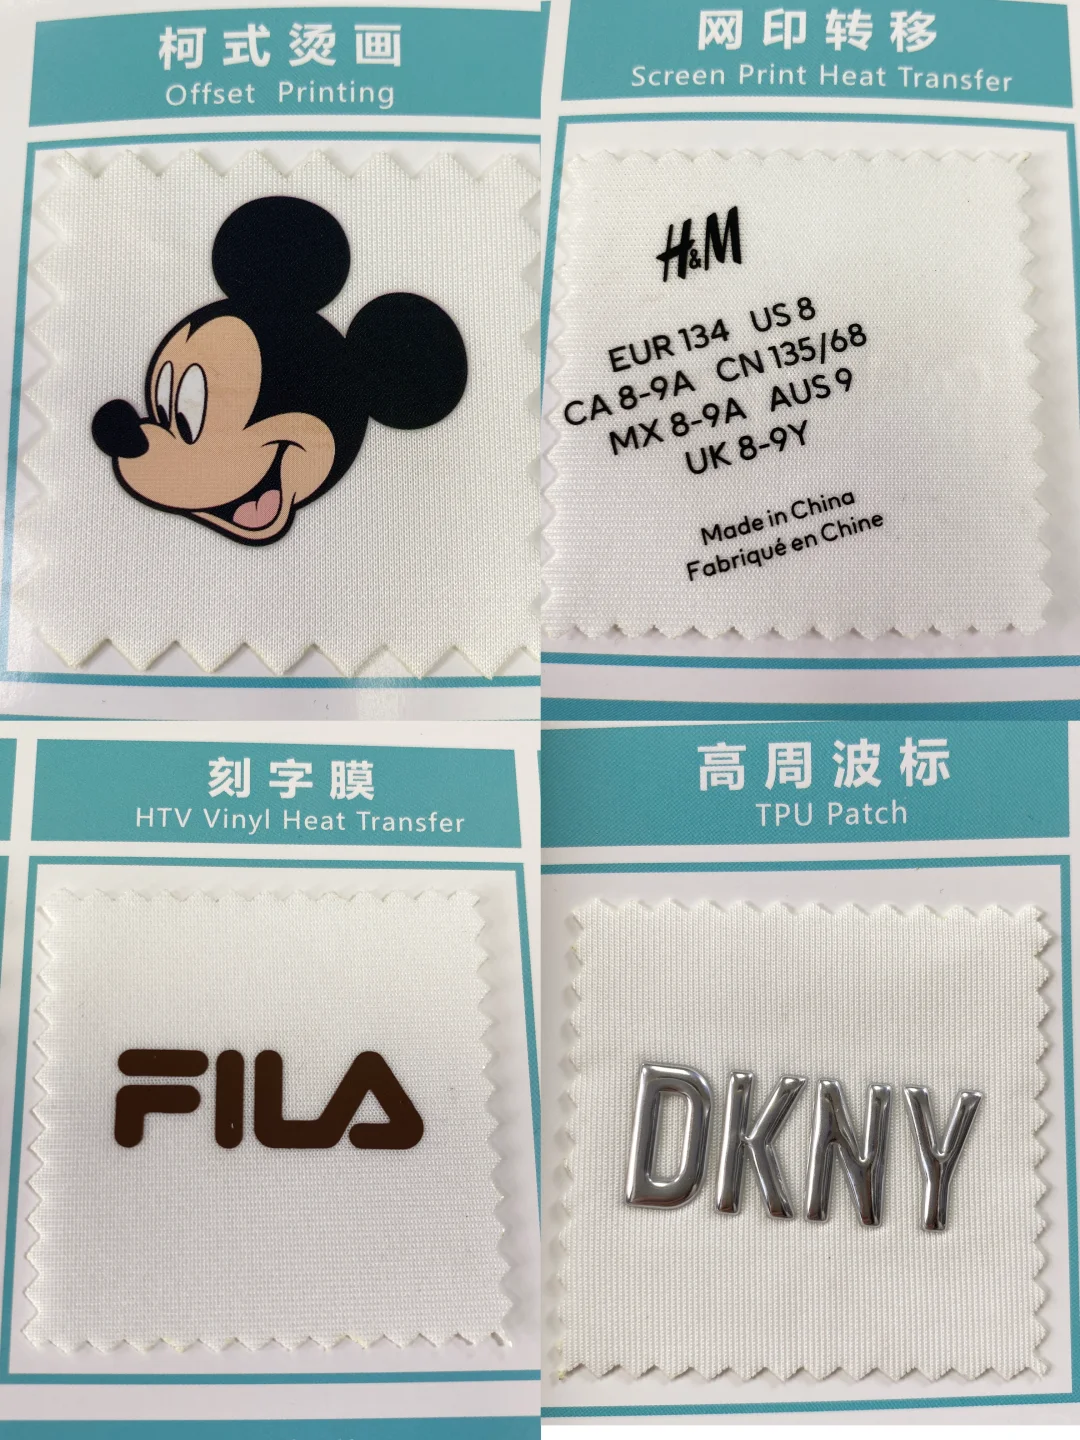 柯式烫画
Offset Printing
网印转移
Screen Print Heat Transfer
H&M
EUR 134 US 8
CA 8-9A CN 135/68
MX 8-9A AUS 9
UK 8-9Y
Made in China
Fabriqué en Chine
刻字膜
HTV Vinyl Heat Transfer
FILA
高周波标
TPU Patch
DKNY